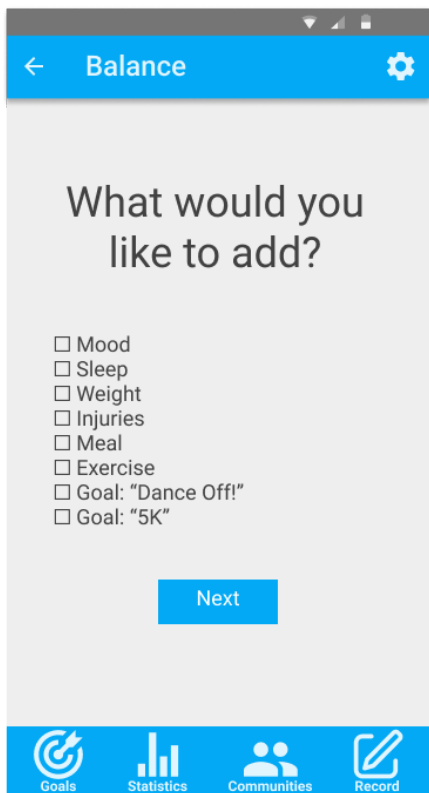 Balance
What would you
like to add?
☐ Mood
☐ Sleep
☐ Weight
☐ Injuries
☐ Meal
☐ Exercise
☐ Goal: “Dance Off!”
☐ Goal: “5K”
Next
Goals Statistics Communities Record